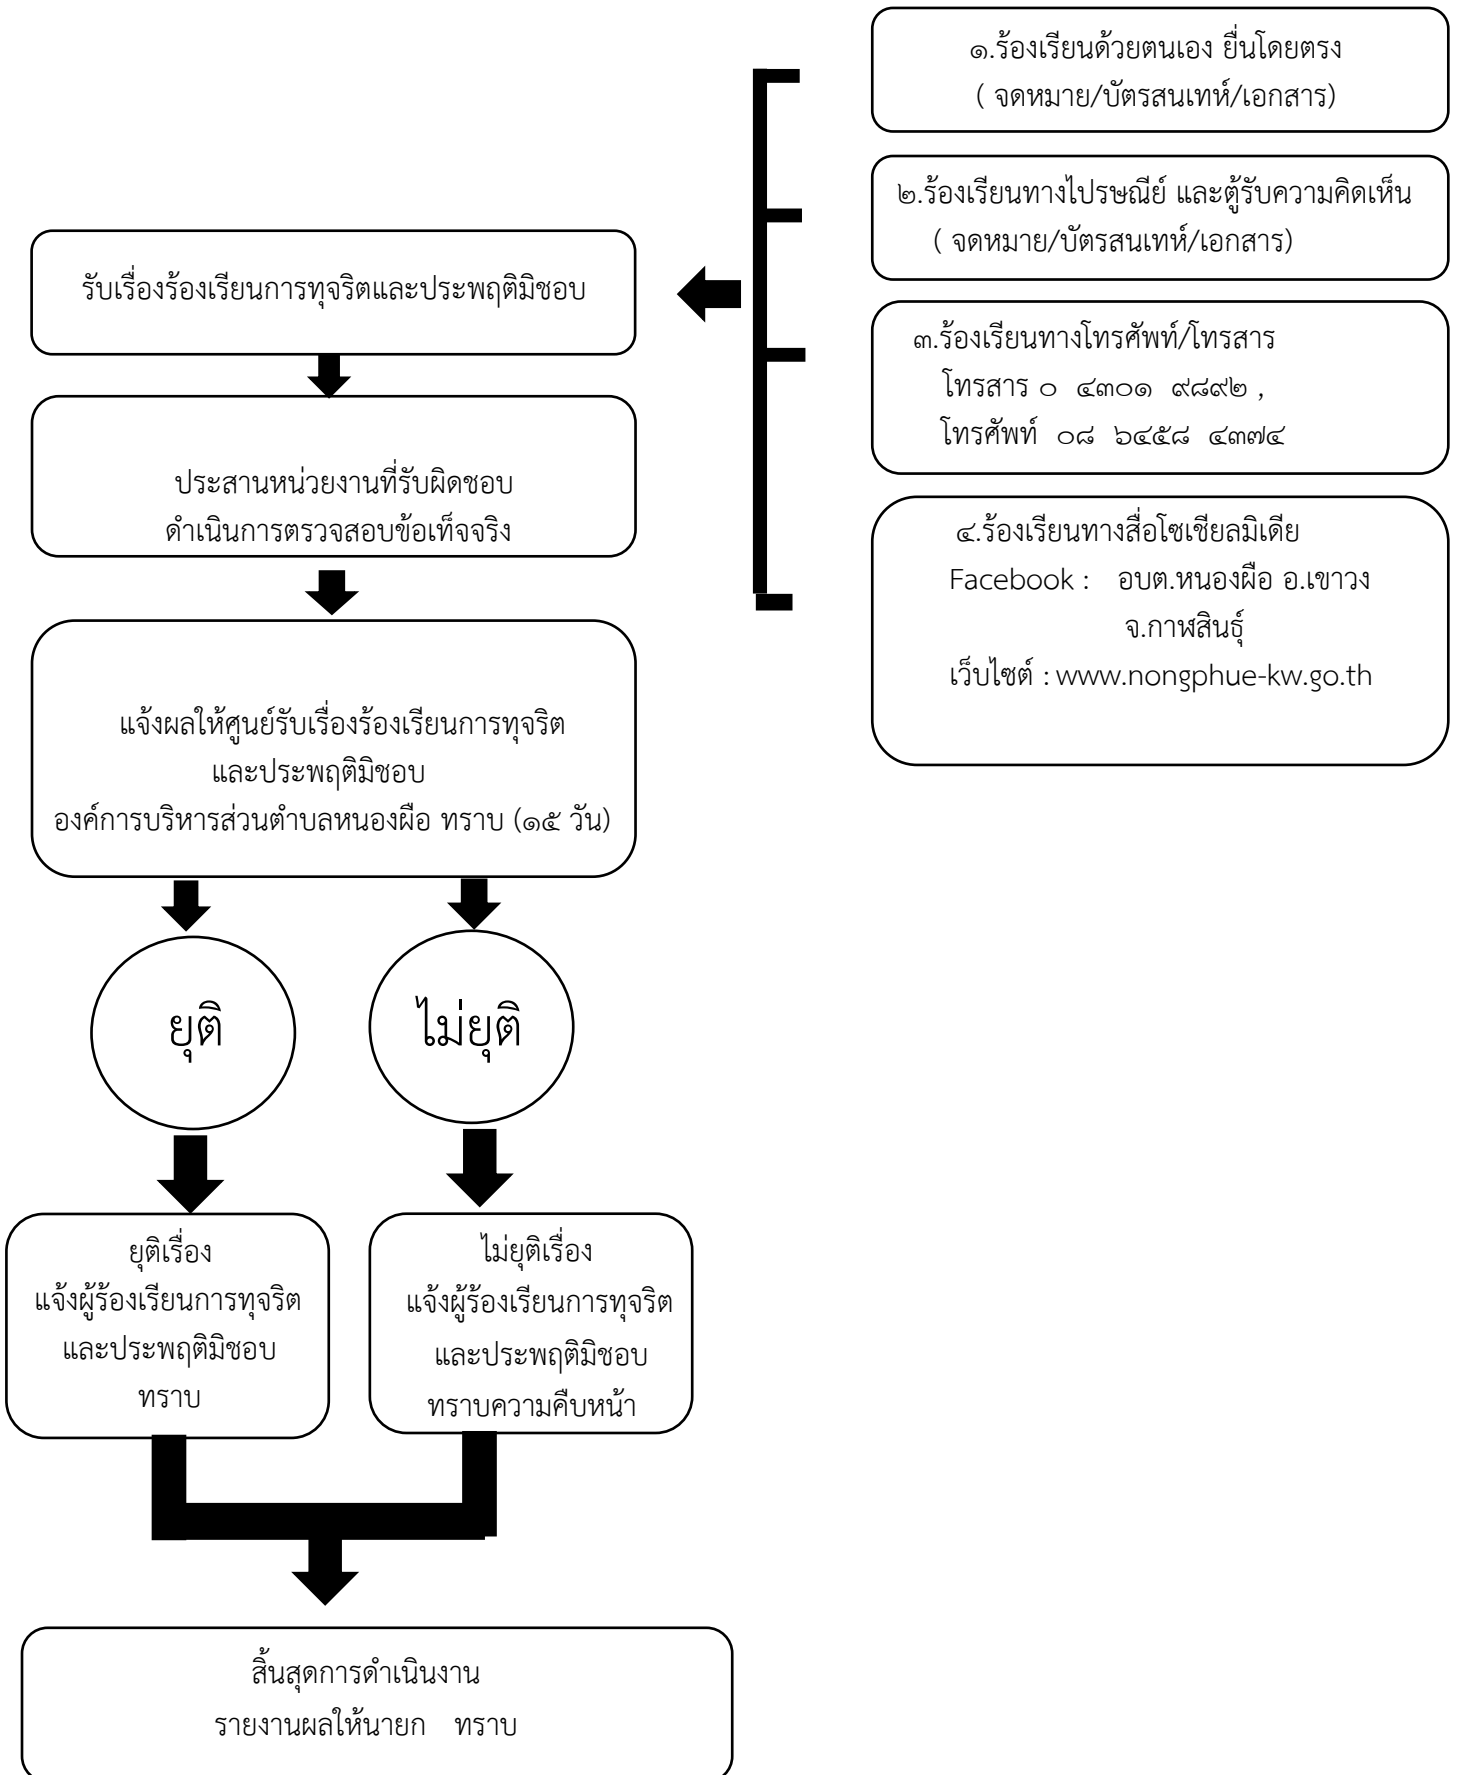 ๑.ร้องเรียนด้วยตนเอง ยื่นโดยตรง
( จดหมาย/บัตรสนเทห์/เอกสาร)
๒.ร้องเรียนทางไปรษณีย์ และตู้รับความคิดเห็น
( จดหมาย/บัตรสนเทห์/เอกสาร)
๓.ร้องเรียนทางโทรศัพท์/โทรสาร
โทรสาร ๐ ๔๓๐๑ ๙๘๙๒ ,
โทรศัพท์ ๐๘ ๖๔๕๘ ๔๓๗๔
๔.ร้องเรียนทางสื่อโซเชียลมิเดีย
Facebook : อบต.หนองผือ อ.เขาวง
จ.กาฬสินธุ์
เว็บไซต์ : www.nongphue-kw.go.th
รับเรื่องร้องเรียนการทุจริตและประพฤติมิชอบ
ประสานหน่วยงานที่รับผิดชอบ
ดำเนินการตรวจสอบข้อเท็จจริง
แจ้งผลให้ศูนย์รับเรื่องร้องเรียนการทุจริต
และประพฤติมิชอบ
องค์การบริหารส่วนตำบลหนองผือ ทราบ (๑๕ วัน)
ยุติ
ไม่ยุติ
ยุติเรื่อง
แจ้งผู้ร้องเรียนการทุจริต
และประพฤติมิชอบ
ทราบ
ไม่ยุติเรื่อง
แจ้งผู้ร้องเรียนการทุจริต
และประพฤติมิชอบ
ทราบความคืบหน้า
สิ้นสุดการดำเนินงาน
รายงานผลให้นายก ทราบ